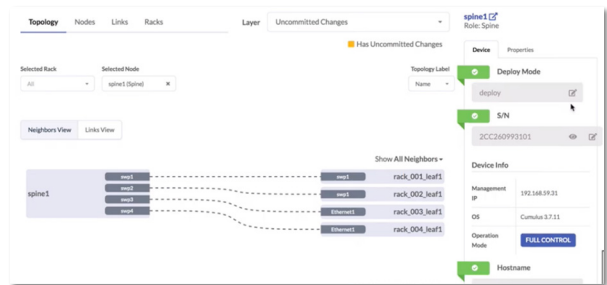 Topology Nodes Links Racks
Layer Uncommitted Changes
Has Uncommitted Changes
Selected Rack Selected Node Topology Label
All spine1 (Spine) × Name
Neighbors View Links View
Show All Neighbors
spine1
swp1 swp1 rack_001_leaf1
swp2 swp1 rack_002_leaf1
swp3 Ethernet1 rack_003_leaf1
swp4 Ethernet1 rack_004_leaf1
spine1
Role: Spine
Device Properties
Deploy Mode
deploy
S/N
2CC260993101
Device Info
Management IP 192.168.59.31
OS Cumulus 3.7.11
Operation Mode FULL CONTROL
Hostname